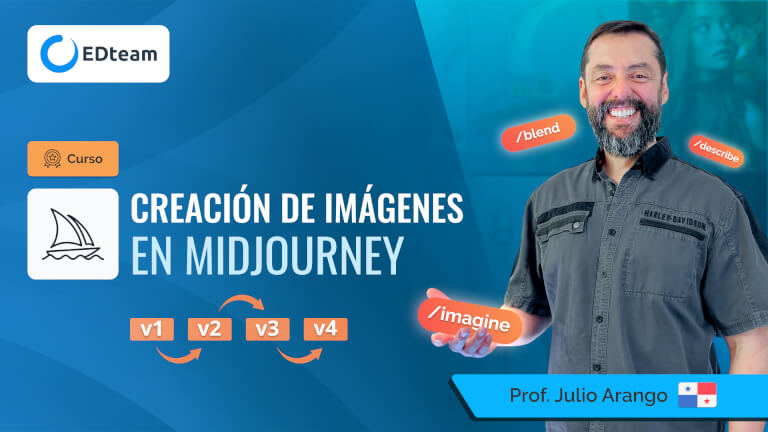 EDteam
Curso
CREACIÓN DE IMÁGENES
EN MIDJOURNEY
v1 v2 v3 v4
/blend
/describe
HARLEY-DAVIDSON
/imagine
Prof. Julio Arango